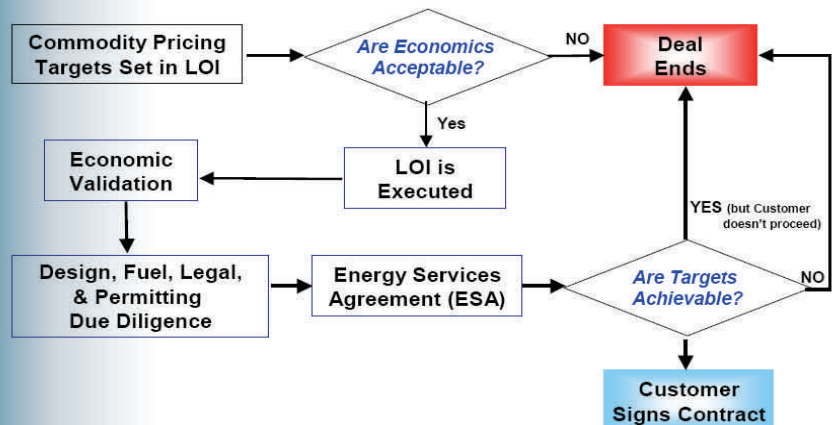 Commodity Pricing
Targets Set in LOI
Are Economics
Acceptable?
NO
Deal
Ends
Yes
LOI is
Executed
Economic
Validation
Design, Fuel, Legal,
& Permitting
Due Diligence
Energy Services
Agreement (ESA)
Are Targets
Achievable?
YES (but Customer
doesn't proceed)
NO
Customer
Signs Contract